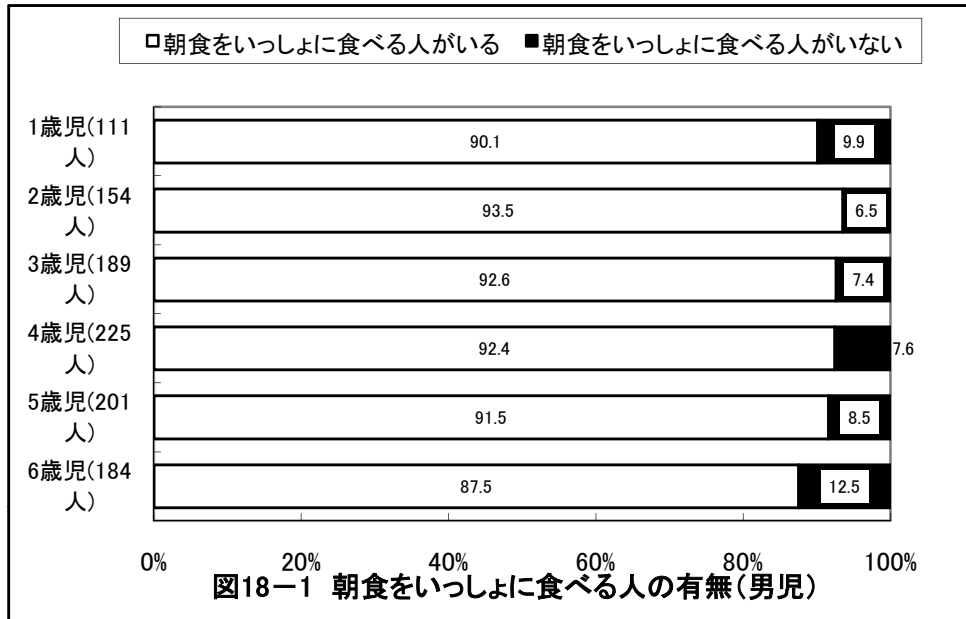 □朝食をいっしょに食べる人がいる ■朝食をいっしょに食べる人がいない
1歳児(111
人)
90.1
9.9
2歳児(154
人)
93.5
6.5
3歳児(189
人)
92.6
7.4
4歳児(225
人)
92.4
7.6
5歳児(201
人)
91.5
8.5
6歳児(184
人)
87.5
12.5
0% 20% 40% 60% 80% 100%
図18－1 朝食をいっしょに食べる人の有無(男児)